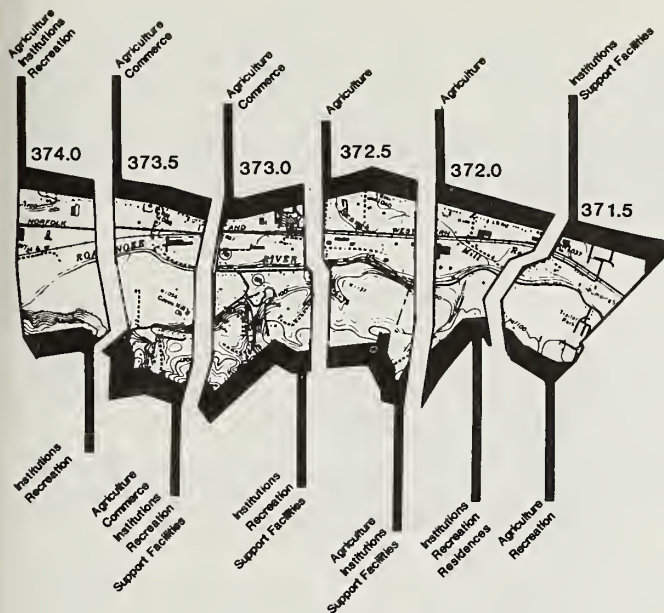 Agriculture
Institutions
Recreation
Agriculture
Commerce
Agriculture
Commerce
Agriculture
Agriculture
Institutions
Support Facilities
374.0
373.5
373.0
372.5
372.0
371.5
NORFOLK
AND
WESTERN
ROANOKE
RIVER
Institutions
Recreation
Agriculture
Commerce
Institutions
Recreation
Support Facilities
Institutions
Recreation
Support Facilities
Agriculture
Institutions
Support Facilities
Institutions
Recreation
Residences
Agriculture
Recreation